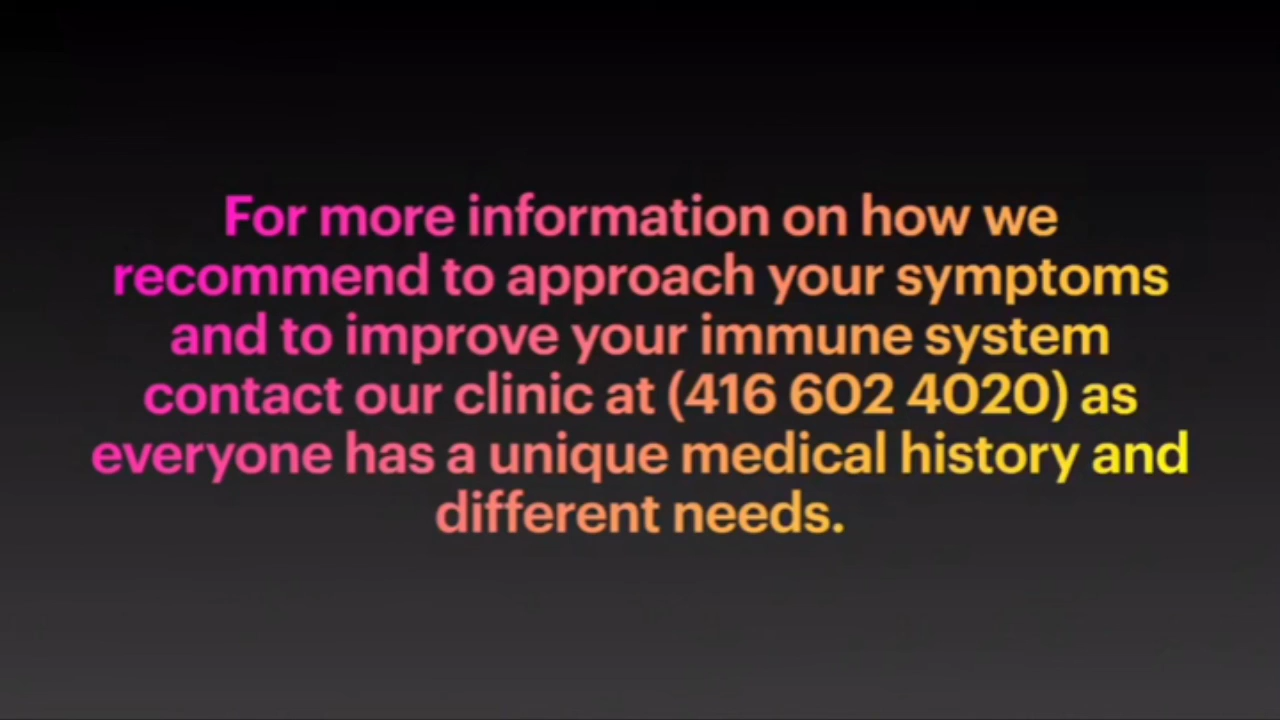 For more information on how we
recommend to approach your symptoms
and to improve your immune system
contact our clinic at (416 602 4020) as
everyone has a unique medical history and
different needs.